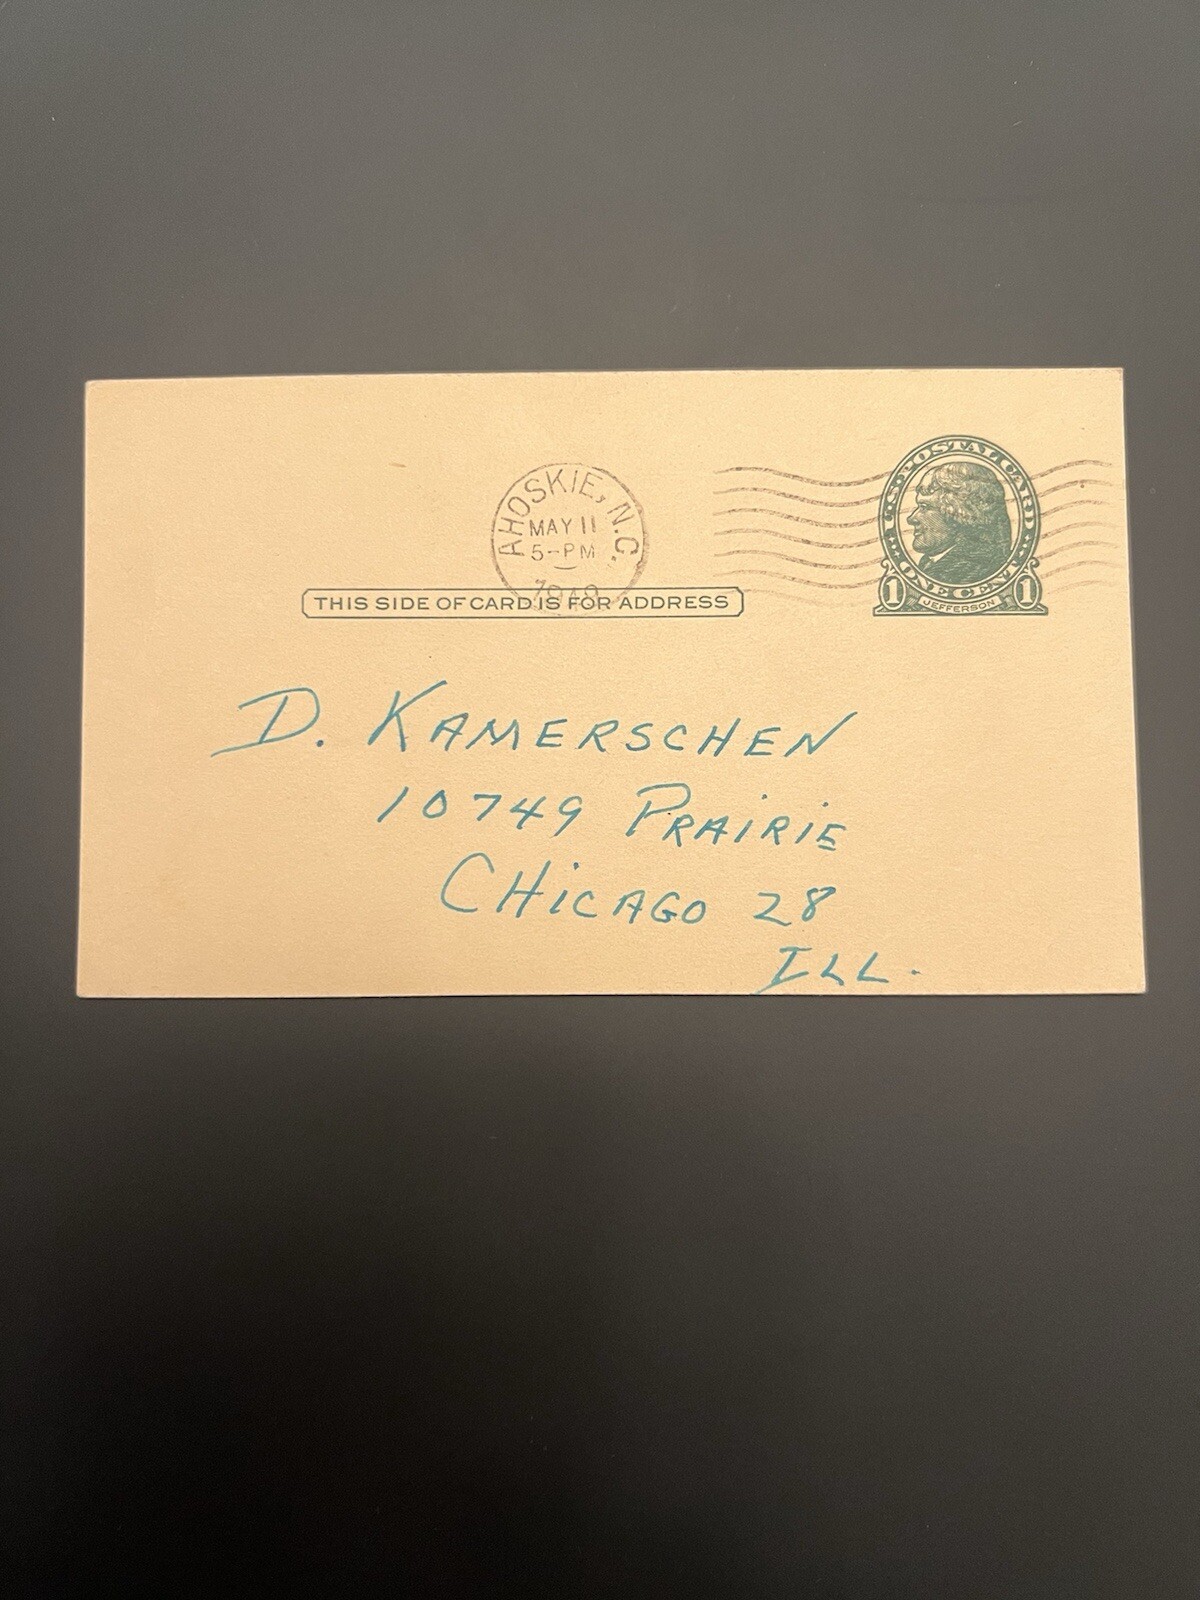 AHOSKIE, N.C.
MAY 11
5-PM
U.S. POSTAL CARD
ONE CENT
1 JEFFERSON 1
THIS SIDE OF CARD IS FOR ADDRESS
D. KAMERSCHEN
10749 PRAiRiE
CHiCAGO 28
ILL.